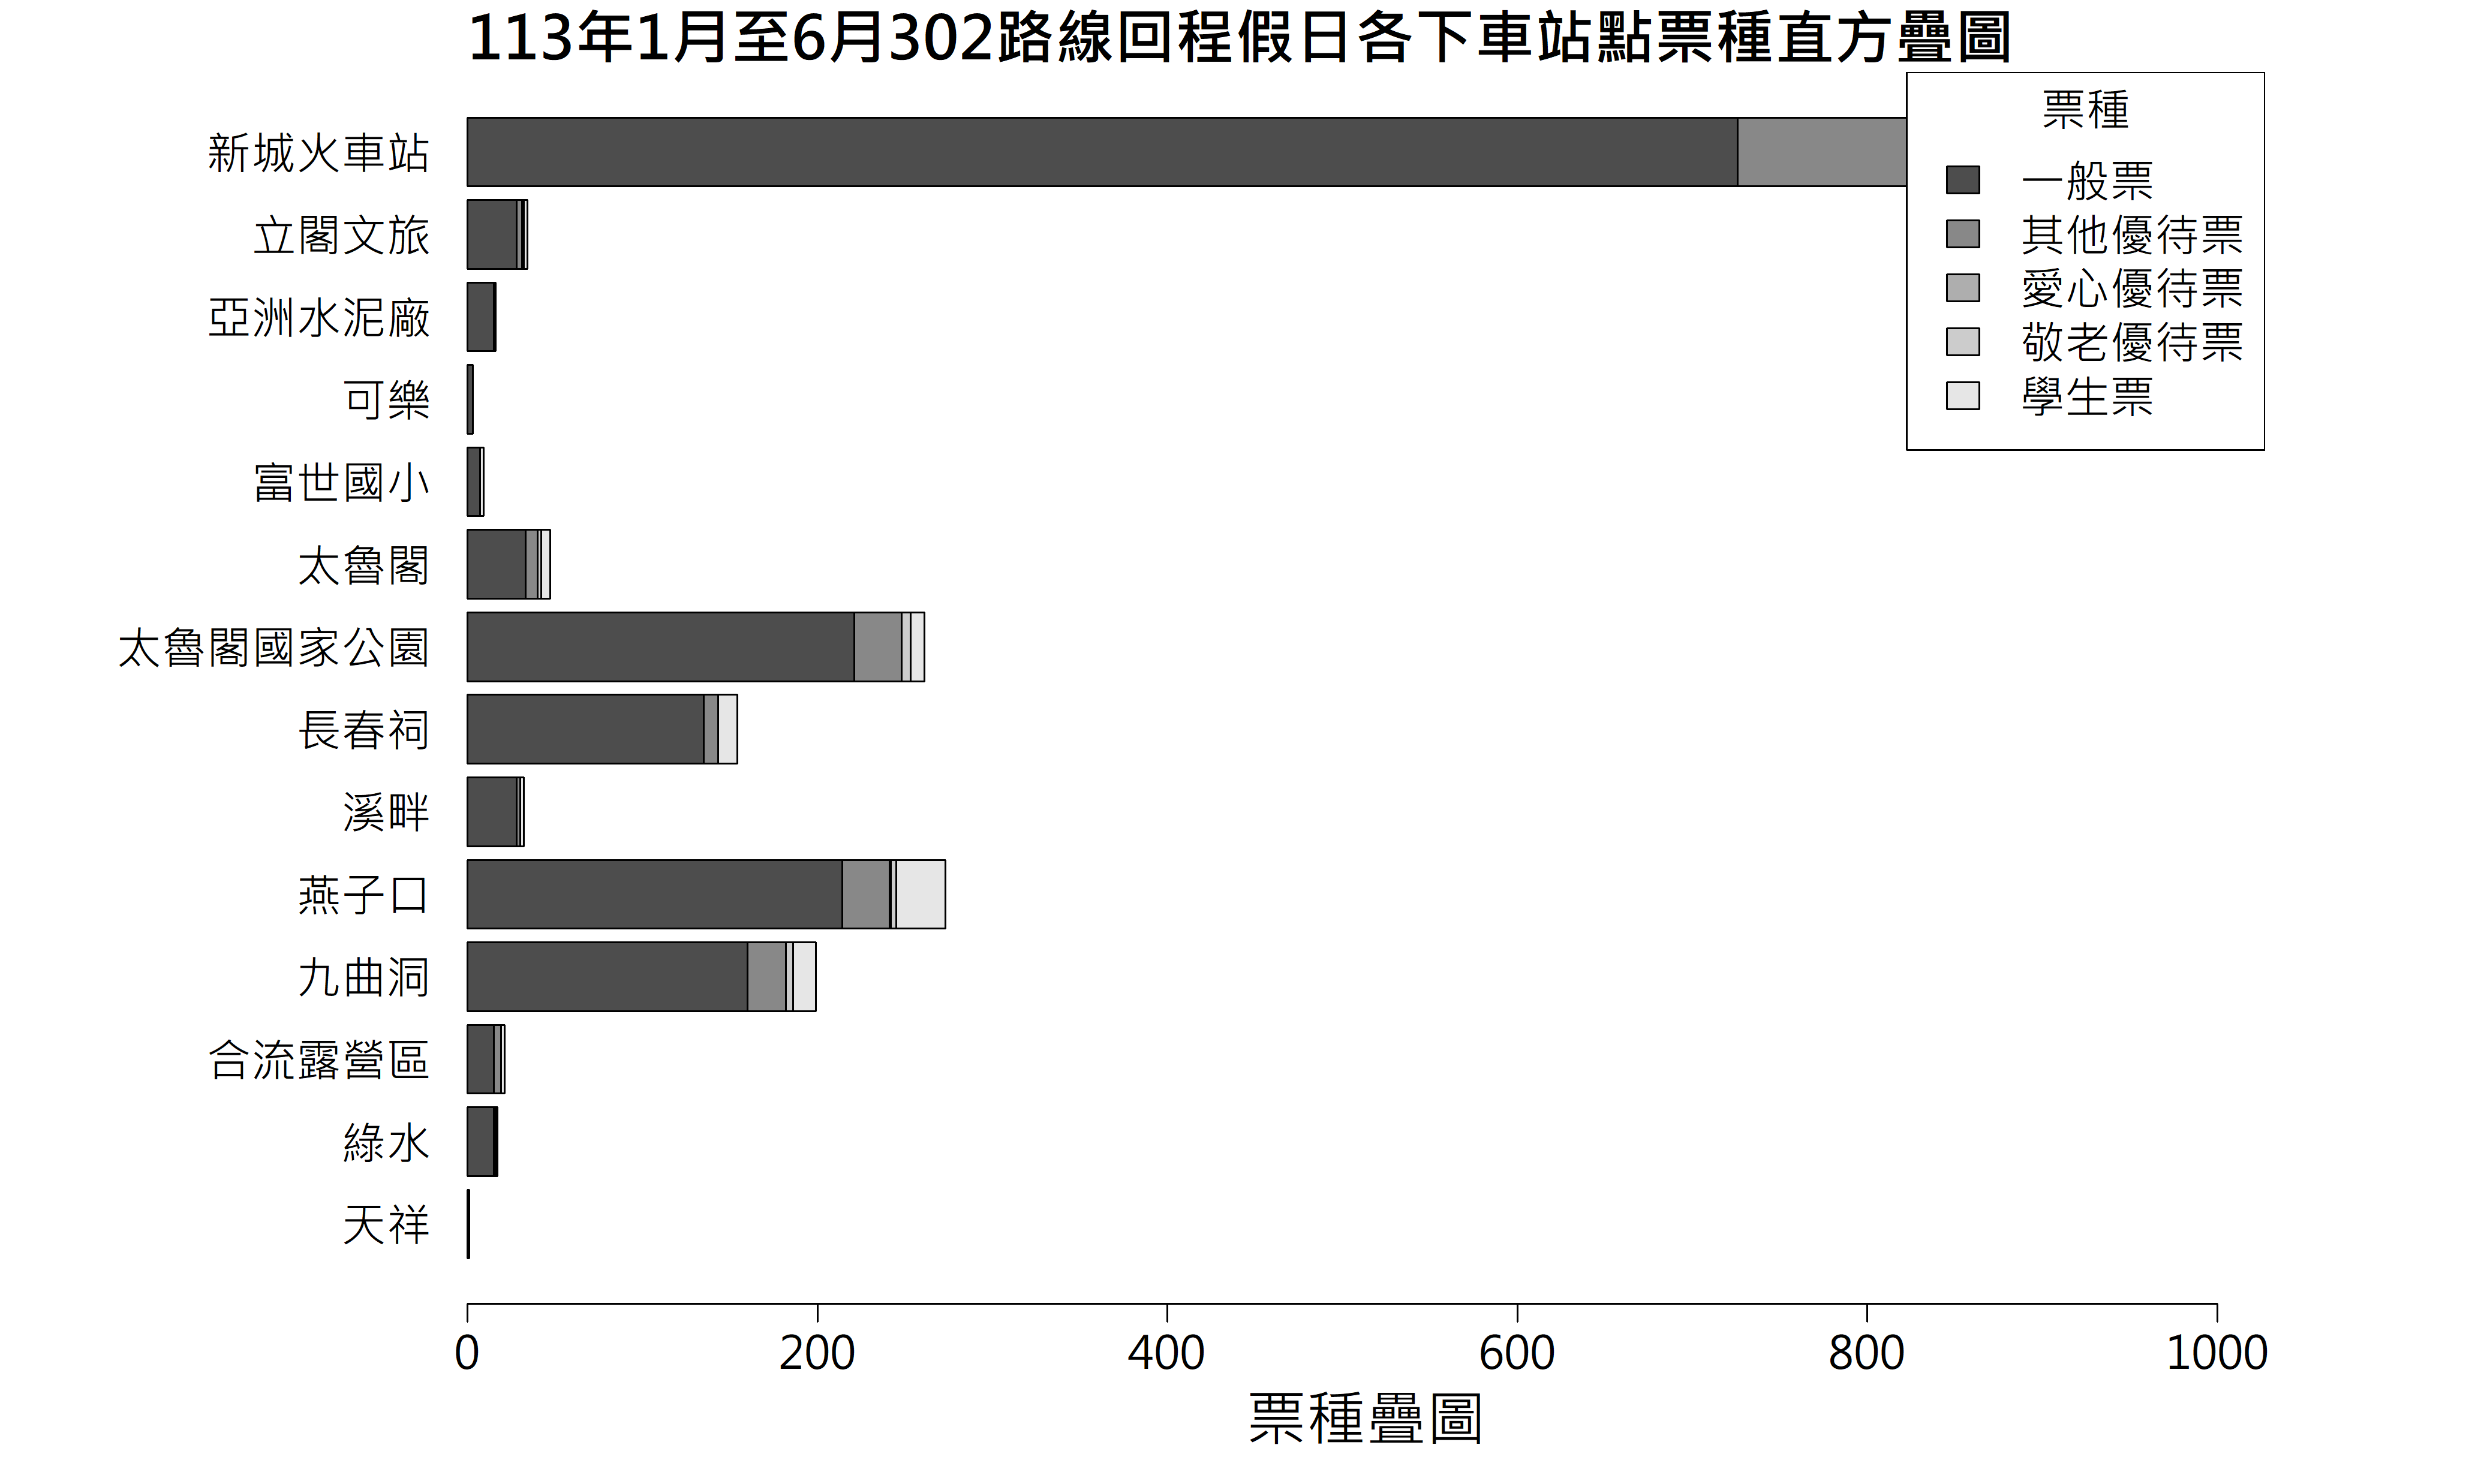 113年1月至6月302路線回程假日各下車站點票種直方疊圖
票種
一般票
其他優待票
愛心優待票
敬老優待票
學生票
新城火車站
立閣文旅
亞洲水泥廠
可樂
富世國小
太魯閣
太魯閣國家公園
長春祠
溪畔
燕子口
九曲洞
合流露營區
綠水
天祥
0 200 400 600 800 1000
票種疊圖